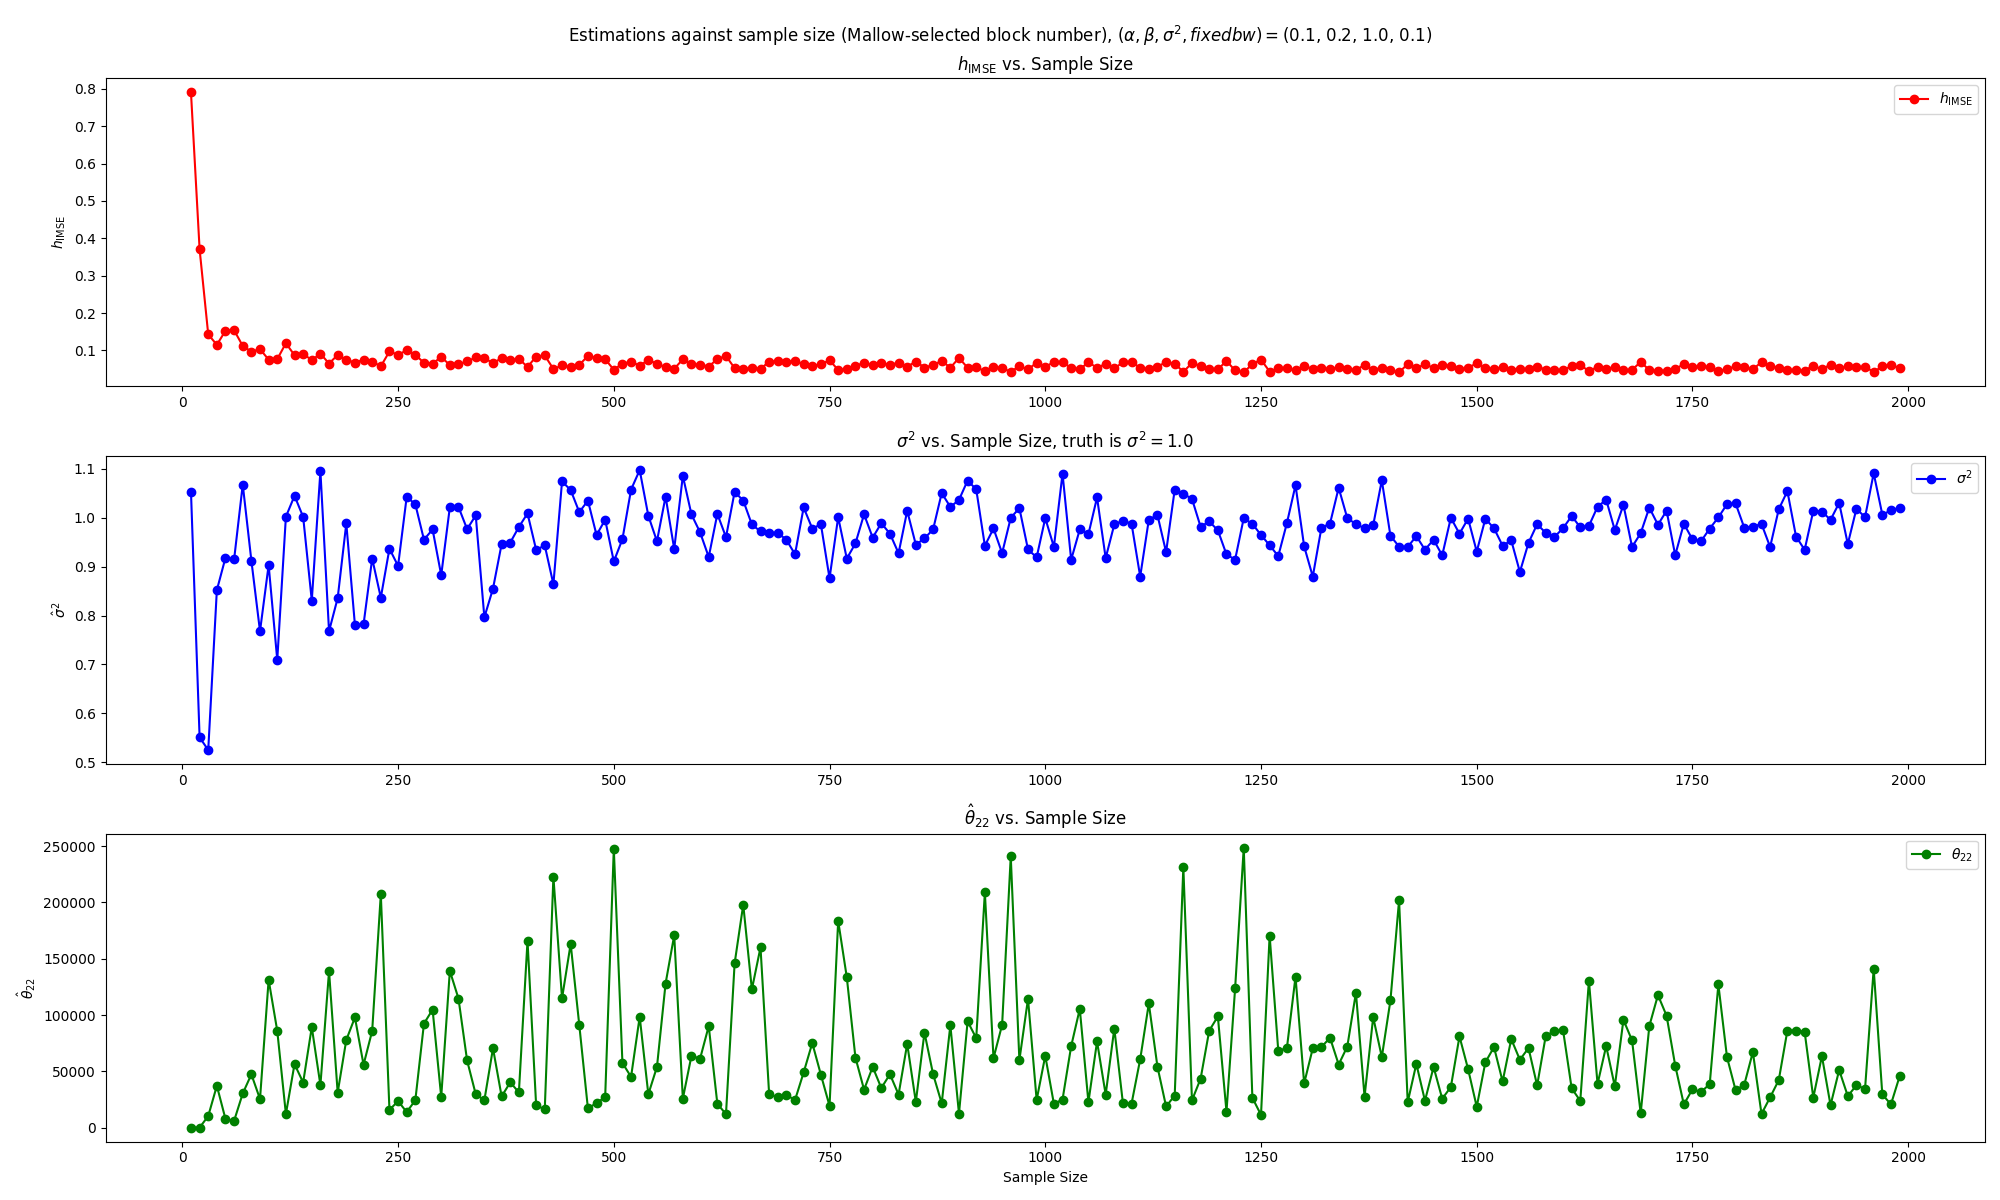 Estimations against sample size (Mallow-selected block number), (α, β, σ², fixedbw) = (0.1, 0.2, 1.0, 0.1)
h_IMSE vs. Sample Size
h_IMSE
0.8
0.7
0.6
0.5
0.4
0.3
0.2
0.1
h_IMSE
0 250 500 750 1000 1250 1500 1750 2000
σ² vs. Sample Size, truth is σ² = 1.0
σ²
1.1
1.0
0.9
0.8
0.7
0.6
0.5
σ̂²
0 250 500 750 1000 1250 1500 1750 2000
θ̂₂₂ vs. Sample Size
θ₂₂
250000
200000
150000
100000
50000
0
θ̂₂₂
0 250 500 750 1000 1250 1500 1750 2000
Sample Size